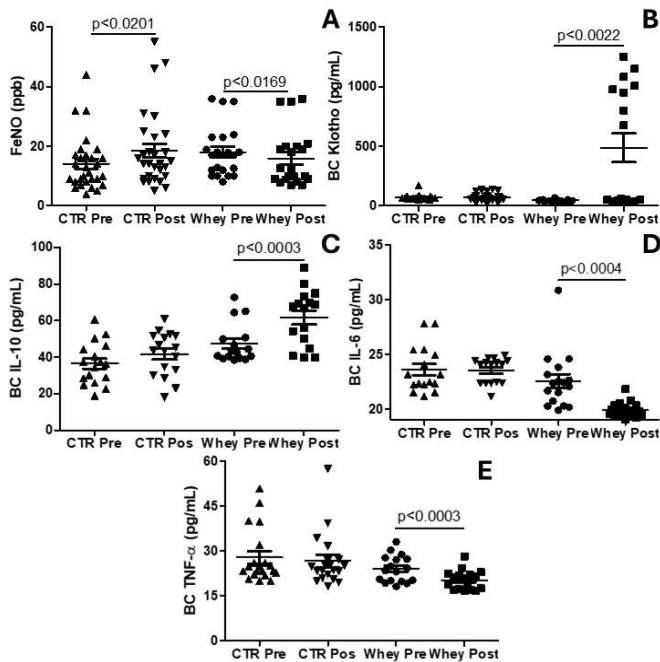 A
p<0.0201
p<0.0169
FeNO (ppb)
60
40
20
0
CTR Pre CTR Post Whey Pre Whey Post
B
p<0.0022
BC Klotho (pg/mL)
1500
1000
500
0
CTR Pre CTR Post Whey Pre Whey Post
C
p<0.0003
BC IL-10 (pg/mL)
100
80
60
40
20
0
CTR Pre CTR Pos Whey Pre Whey Post
D
p<0.0004
BC IL-6 (pg/mL)
35
30
25
20
CTR Pre CTR Pos Whey Pre Whey Post
E
p<0.0003
BC TNF-α (pg/mL)
60
45
30
15
0
CTR Pre CTR Pos Whey Pre Whey Post